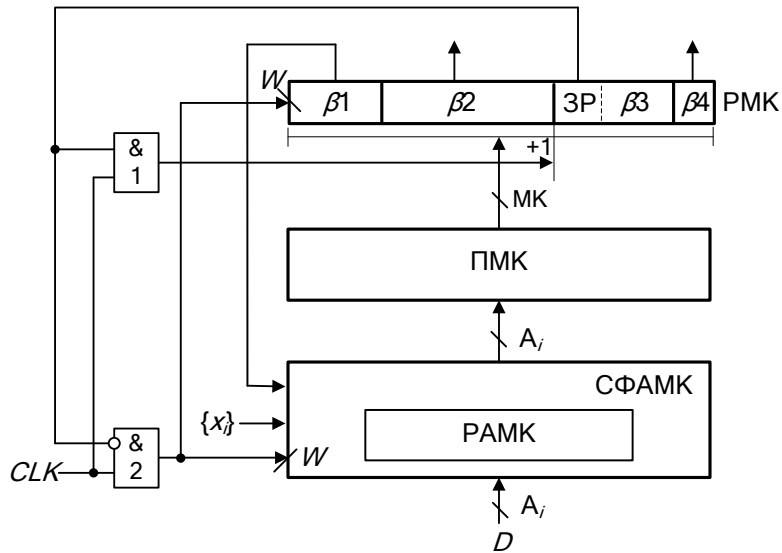 W
β1 β2 ЗР β3 β4 РМК
&
1
+1
МК
ПМК
Ai
СФАМК
{xi}
РАМК
&
2
W
CLK
Ai
D